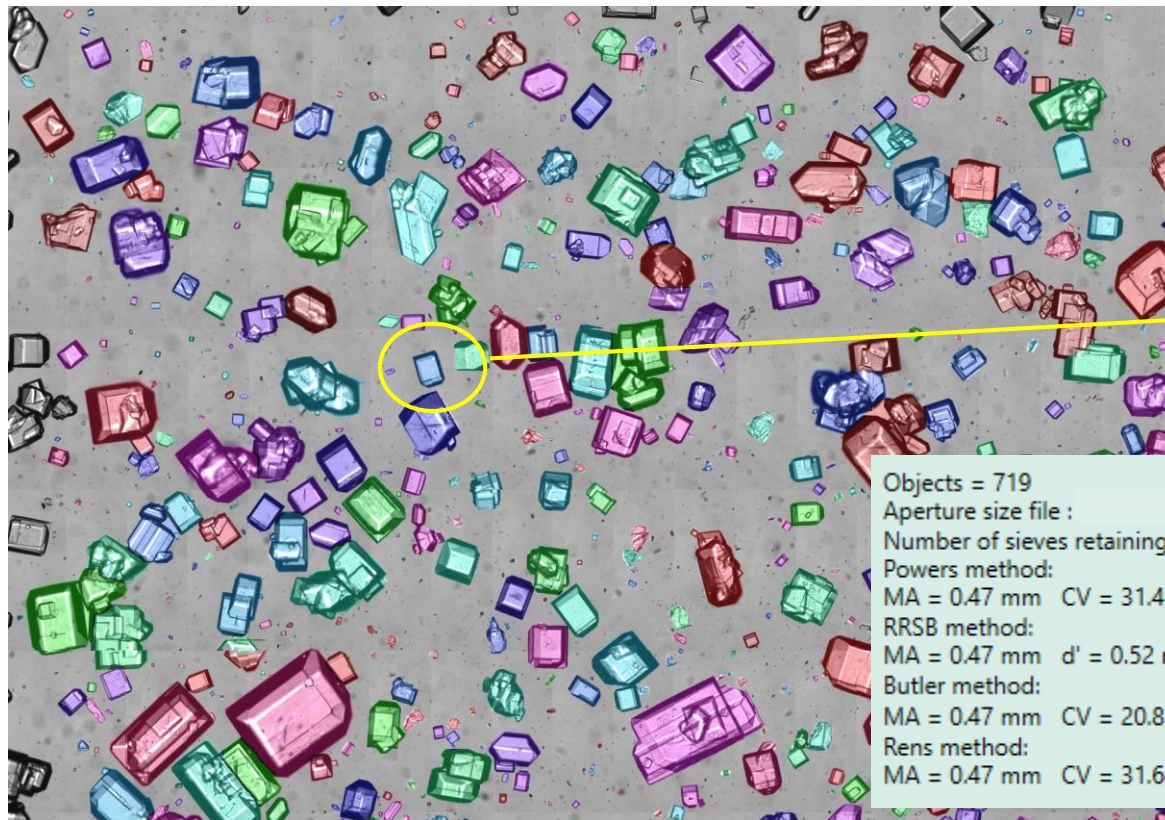 Objects = 719
Aperture size file :
Number of sieves retaining
Powers method:
MA = 0.47 mm   CV = 31.4
RRSB method:
MA = 0.47 mm   d' = 0.52
Butler method:
MA = 0.47 mm   CV = 20.8
Rens method:
MA = 0.47 mm   CV = 31.6